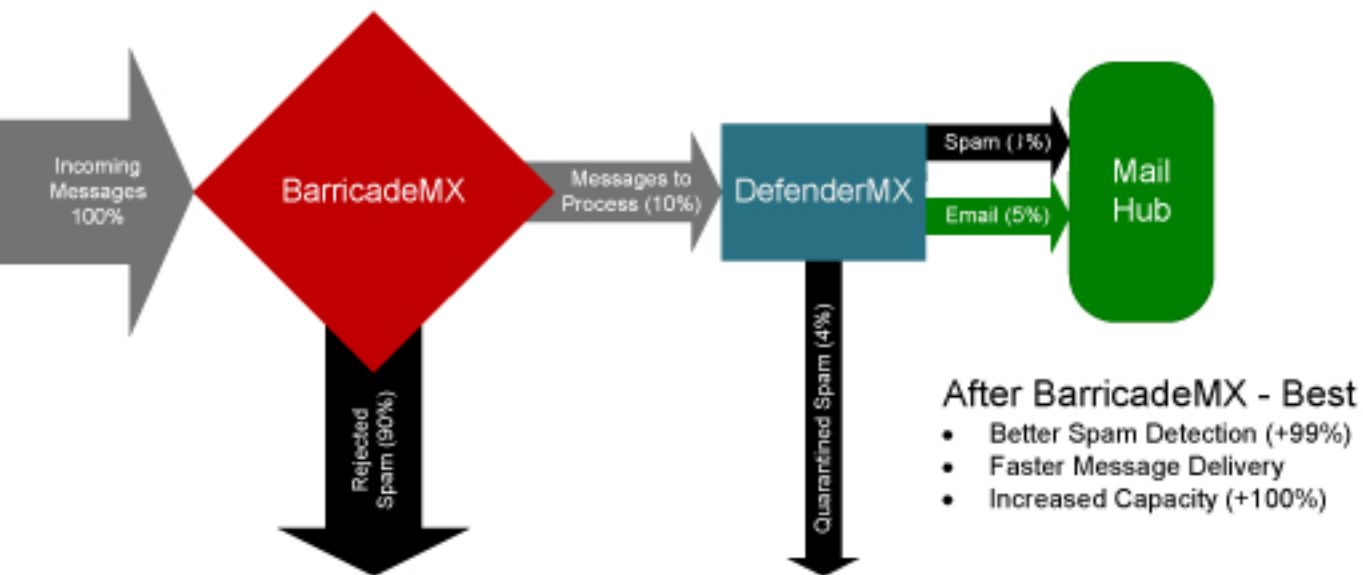 Incoming
Messages
100%
BarricadeMX
Messages to
Process (10%)
DefenderMX
Spam (1%)
Email (5%)
Mail
Hub
Rejected
Spam (90%)
Quarantined Spam (4%)
After BarricadeMX - Best
• Better Spam Detection (+99%)
• Faster Message Delivery
• Increased Capacity (+100%)